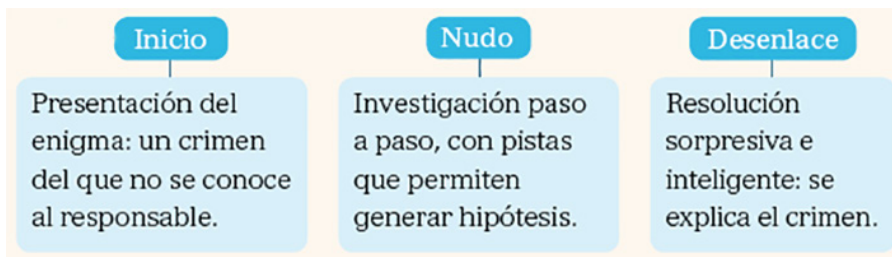 Inicio
Presentación del
enigma: un crimen
del que no se conoce
al responsable.
Nudo
Investigación paso
a paso, con pistas
que permiten
generar hipótesis.
Desenlace
Resolución
sorpresiva e
inteligente: se
explica el crimen.